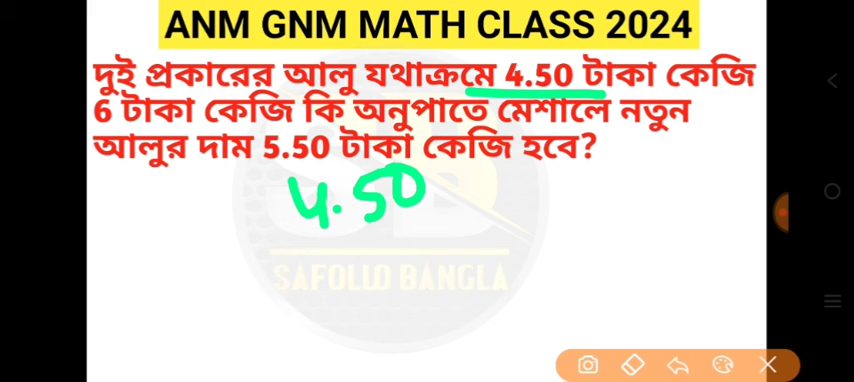 ANM GNM MATH CLASS 2024
দুই প্রকারের আলু যথাক্রমে 4.50 টাকা কেজি
6 টাকা কেজি কি অনুপাতে মেশালে নতুন
আলুর দাম 5.50 টাকা কেজি হবে?
4.50
SAFOLLO BANGLA